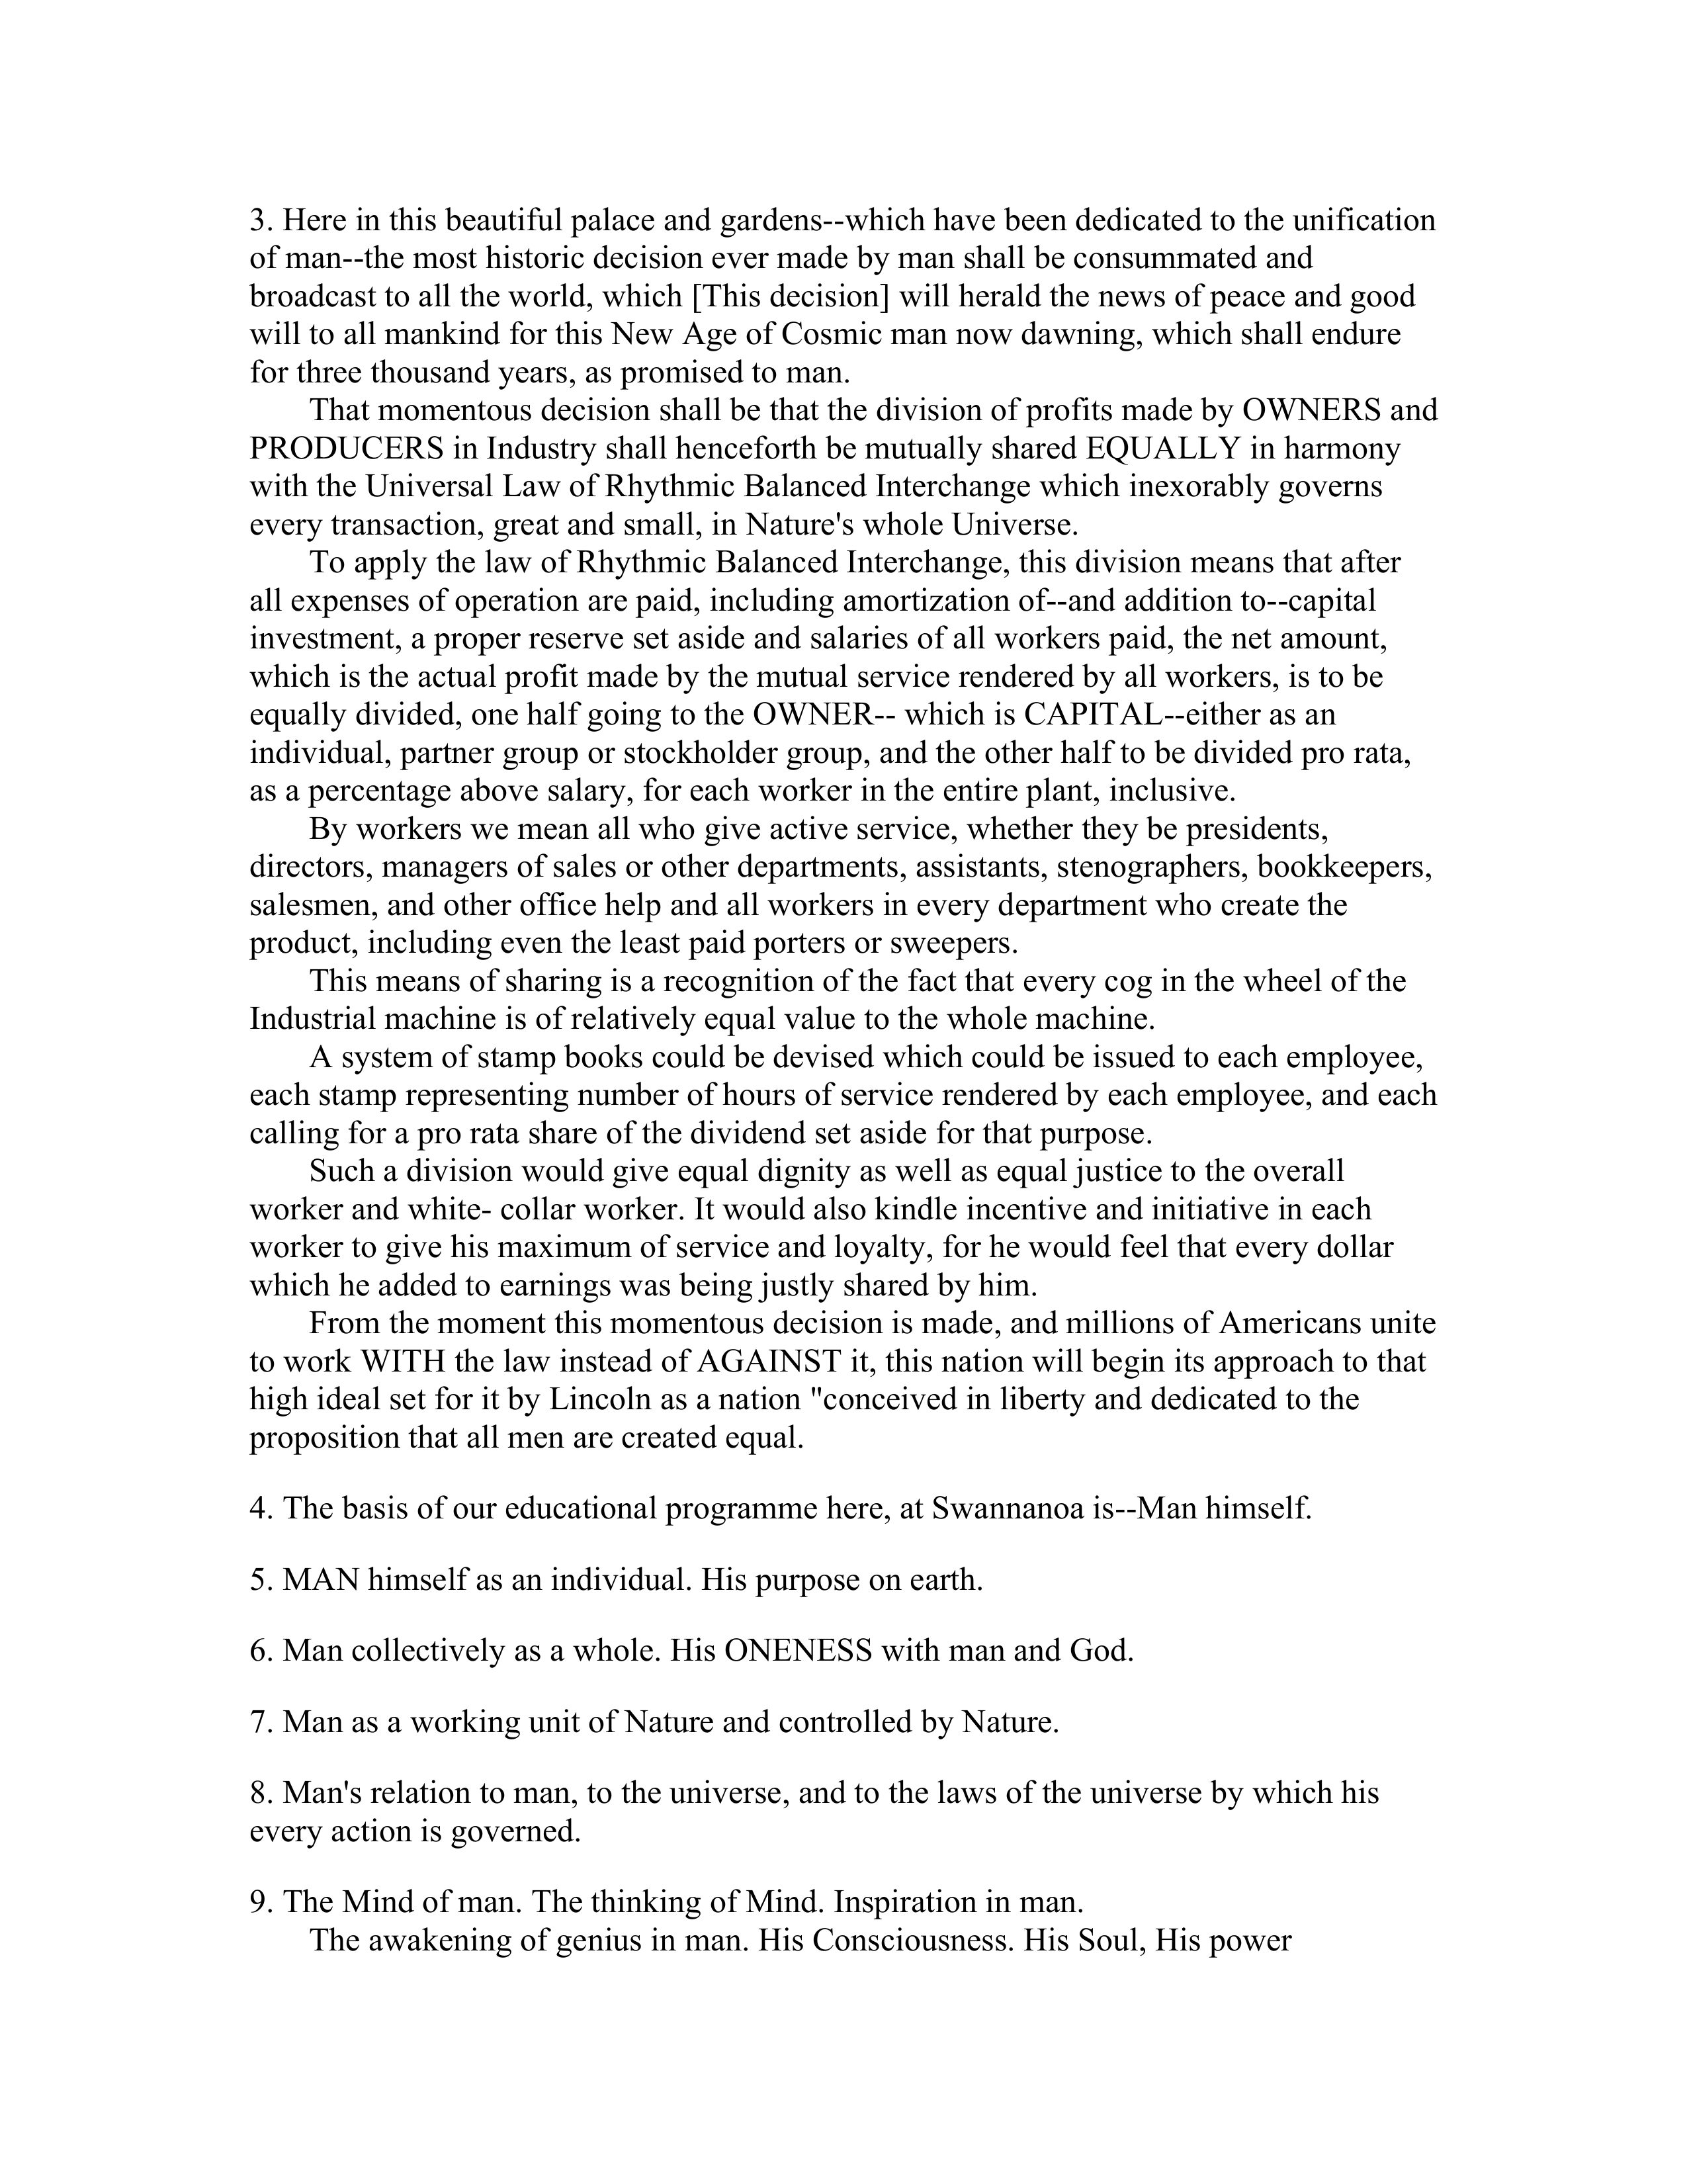 3. Here in this beautiful palace and gardens--which have been dedicated to the unification
of man--the most historic decision ever made by man shall be consummated and
broadcast to all the world, which [This decision] will herald the news of peace and good
will to all mankind for this New Age of Cosmic man now dawning, which shall endure
for three thousand years, as promised to man.
That momentous decision shall be that the division of profits made by OWNERS and
PRODUCERS in Industry shall henceforth be mutually shared EQUALLY in harmony
with the Universal Law of Rhythmic Balanced Interchange which inexorably governs
every transaction, great and small, in Nature's whole Universe.
To apply the law of Rhythmic Balanced Interchange, this division means that after
all expenses of operation are paid, including amortization of--and addition to--capital
investment, a proper reserve set aside and salaries of all workers paid, the net amount,
which is the actual profit made by the mutual service rendered by all workers, is to be
equally divided, one half going to the OWNER-- which is CAPITAL--either as an
individual, partner group or stockholder group, and the other half to be divided pro rata,
as a percentage above salary, for each worker in the entire plant, inclusive.
By workers we mean all who give active service, whether they be presidents,
directors, managers of sales or other departments, assistants, stenographers, bookkeepers,
salesmen, and other office help and all workers in every department who create the
product, including even the least paid porters or sweepers.
This means of sharing is a recognition of the fact that every cog in the wheel of the
Industrial machine is of relatively equal value to the whole machine.
A system of stamp books could be devised which could be issued to each employee,
each stamp representing number of hours of service rendered by each employee, and each
calling for a pro rata share of the dividend set aside for that purpose.
Such a division would give equal dignity as well as equal justice to the overall
worker and white- collar worker. It would also kindle incentive and initiative in each
worker to give his maximum of service and loyalty, for he would feel that every dollar
which he added to earnings was being justly shared by him.
From the moment this momentous decision is made, and millions of Americans unite
to work WITH the law instead of AGAINST it, this nation will begin its approach to that
high ideal set for it by Lincoln as a nation "conceived in liberty and dedicated to the
proposition that all men are created equal.
4. The basis of our educational programme here, at Swannanoa is--Man himself.
5. MAN himself as an individual. His purpose on earth.
6. Man collectively as a whole. His ONENESS with man and God.
7. Man as a working unit of Nature and controlled by Nature.
8. Man's relation to man, to the universe, and to the laws of the universe by which his
every action is governed.
9. The Mind of man. The thinking of Mind. Inspiration in man.
The awakening of genius in man. His Consciousness. His Soul, His power